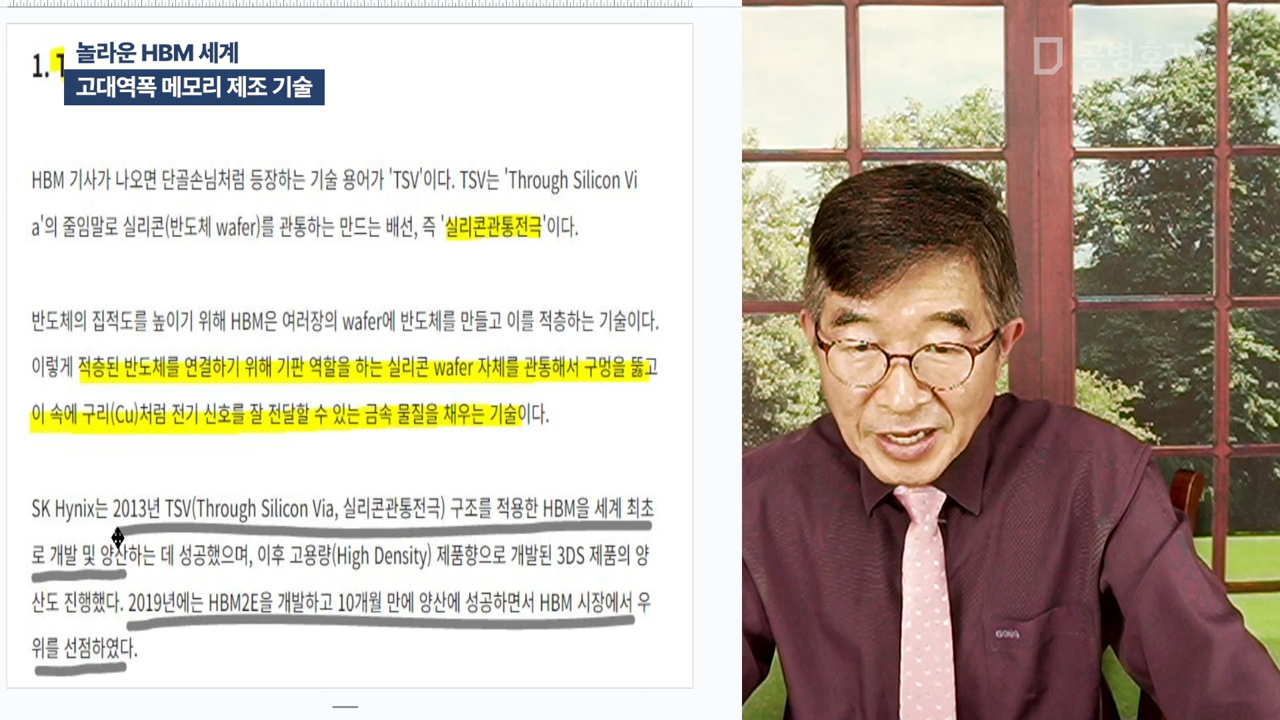 놀라운 HBM 세계
고대역폭 메모리 제조 기술
1. T
공병호TV
HBM 기사가 나오면 단골손님처럼 등장하는 기술 용어가 'TSV'이다. TSV는 'Through Silicon Vi
a'의 줄임말로 실리콘(반도체 wafer)를 관통하는 만드는 배선, 즉 '실리콘관통전극'이다.
반도체의 집적도를 높이기 위해 HBM은 여러장의 wafer에 반도체를 만들고 이를 적층하는 기술이다.
이렇게 적층된 반도체를 연결하기 위해 기판 역할을 하는 실리콘 wafer 자체를 관통해서 구멍을 뚫고
이 속에 구리(Cu)처럼 전기 신호를 잘 전달할 수 있는 금속 물질을 채우는 기술이다.
SK Hynix는 2013년 TSV(Through Silicon Via, 실리콘관통전극) 구조를 적용한 HBM을 세계 최초
로 개발 및 양산하는 데 성공했으며, 이후 고용량(High Density) 제품향으로 개발된 3DS 제품의 양
산도 진행했다. 2019년에는 HBM2E을 개발하고 10개월 만에 양산에 성공하면서 HBM 시장에서 우
위를 선점하였다.